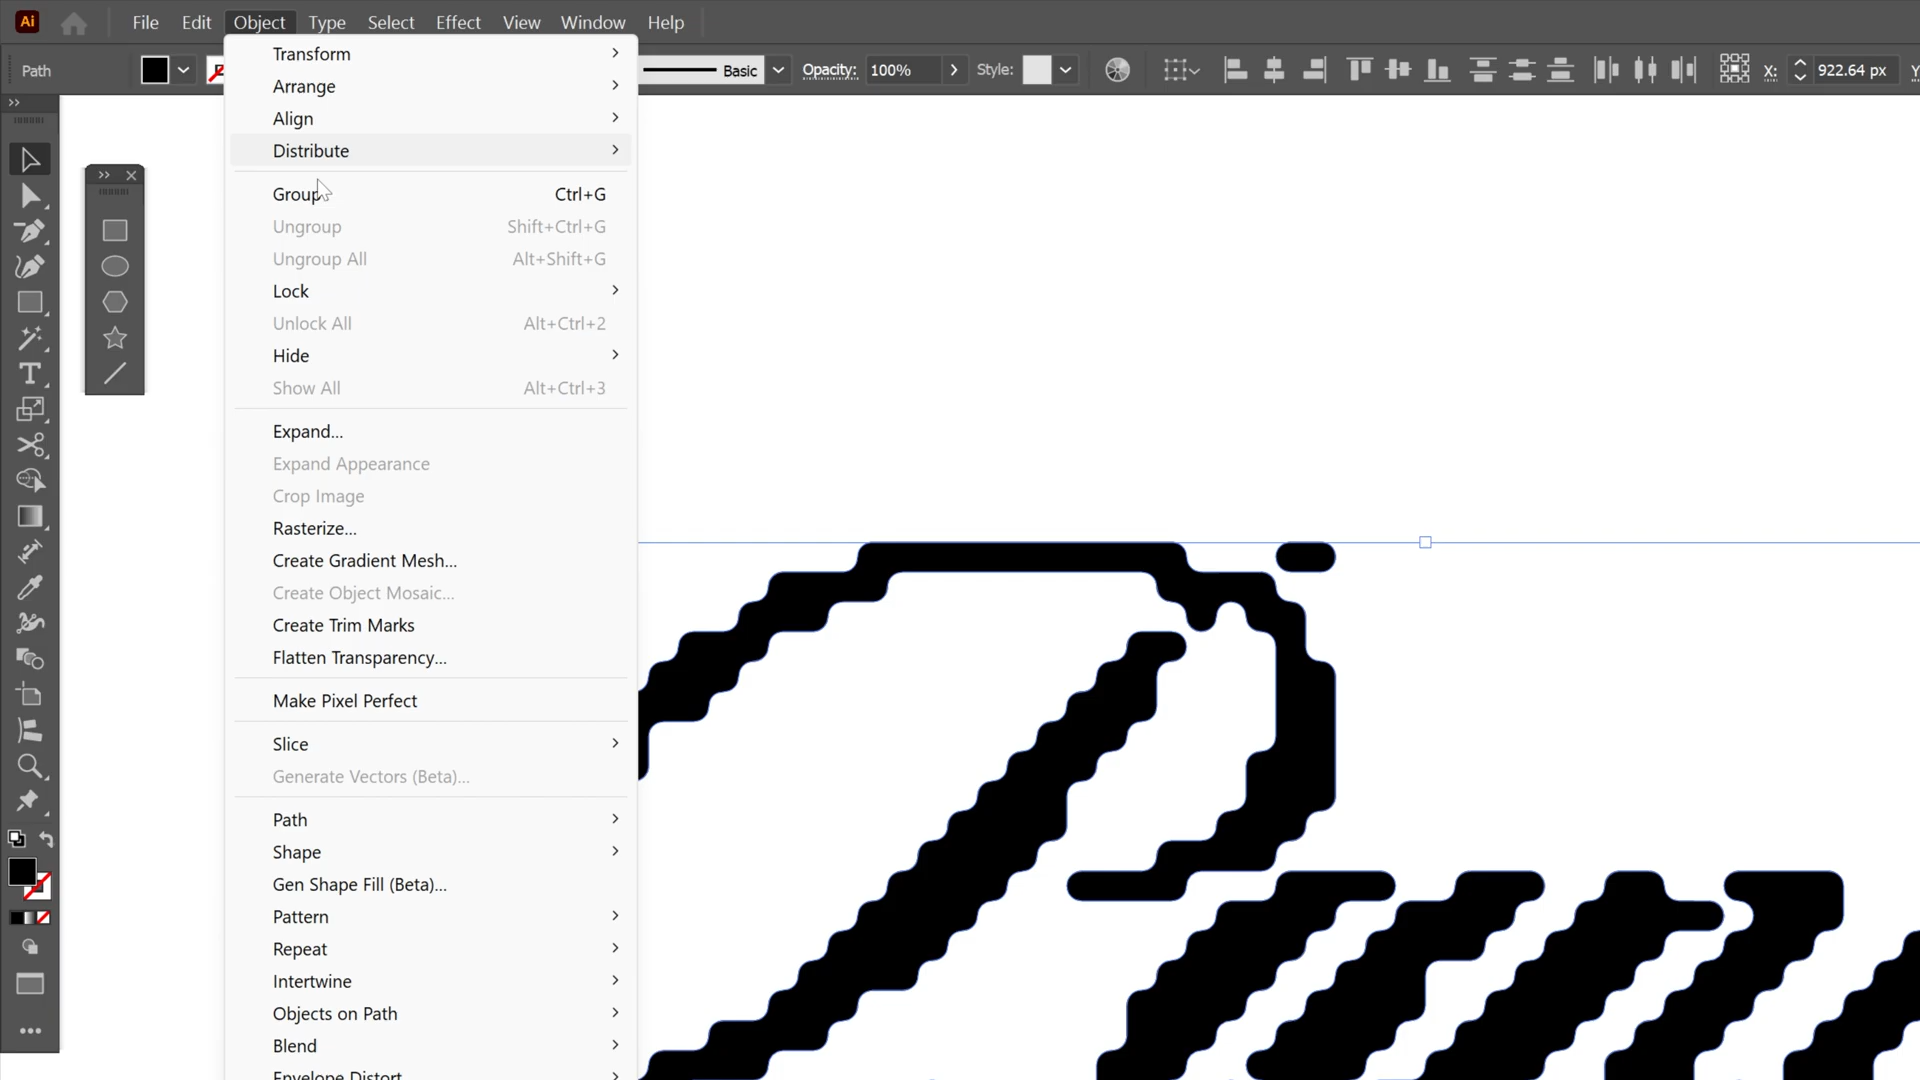 Ai
File Edit Object Type Select Effect View Window Help
Path
Basic Opacity: 100% Style: X: 922.64 px
Transform
Arrange
Align
Distribute
Group Ctrl+G
Ungroup Shift+Ctrl+G
Ungroup All Alt+Shift+G
Lock
Unlock All Alt+Ctrl+2
Hide
Show All Alt+Ctrl+3
Expand...
Expand Appearance
Crop Image
Rasterize...
Create Gradient Mesh...
Create Object Mosaic...
Create Trim Marks
Flatten Transparency...
Make Pixel Perfect
Slice
Generate Vectors (Beta)...
Path
Shape
Gen Shape Fill (Beta)...
Pattern
Repeat
Intertwine
Objects on Path
Blend
Envelope Distort